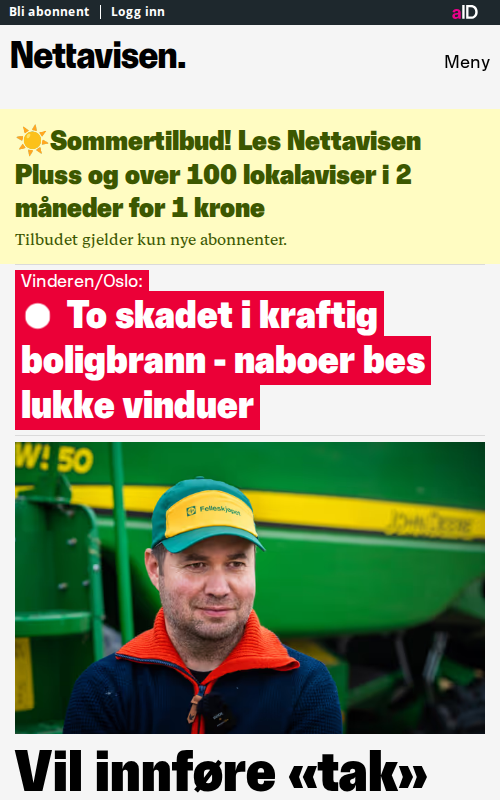 Bli abonnent Logg inn aID
Nettavisen.
Meny
Sommertilbud! Les Nettavisen
Pluss og over 100 lokalaviser i 2
måneder for 1 krone
Tilbudet gjelder kun nye abonnenter.
Vinderen/Oslo:
To skadet i kraftig
boligbrann - naboer bes
lukke vinduer
W! 50
JOHN DEERE
Felleskjøpet
Vil innføre «tak»